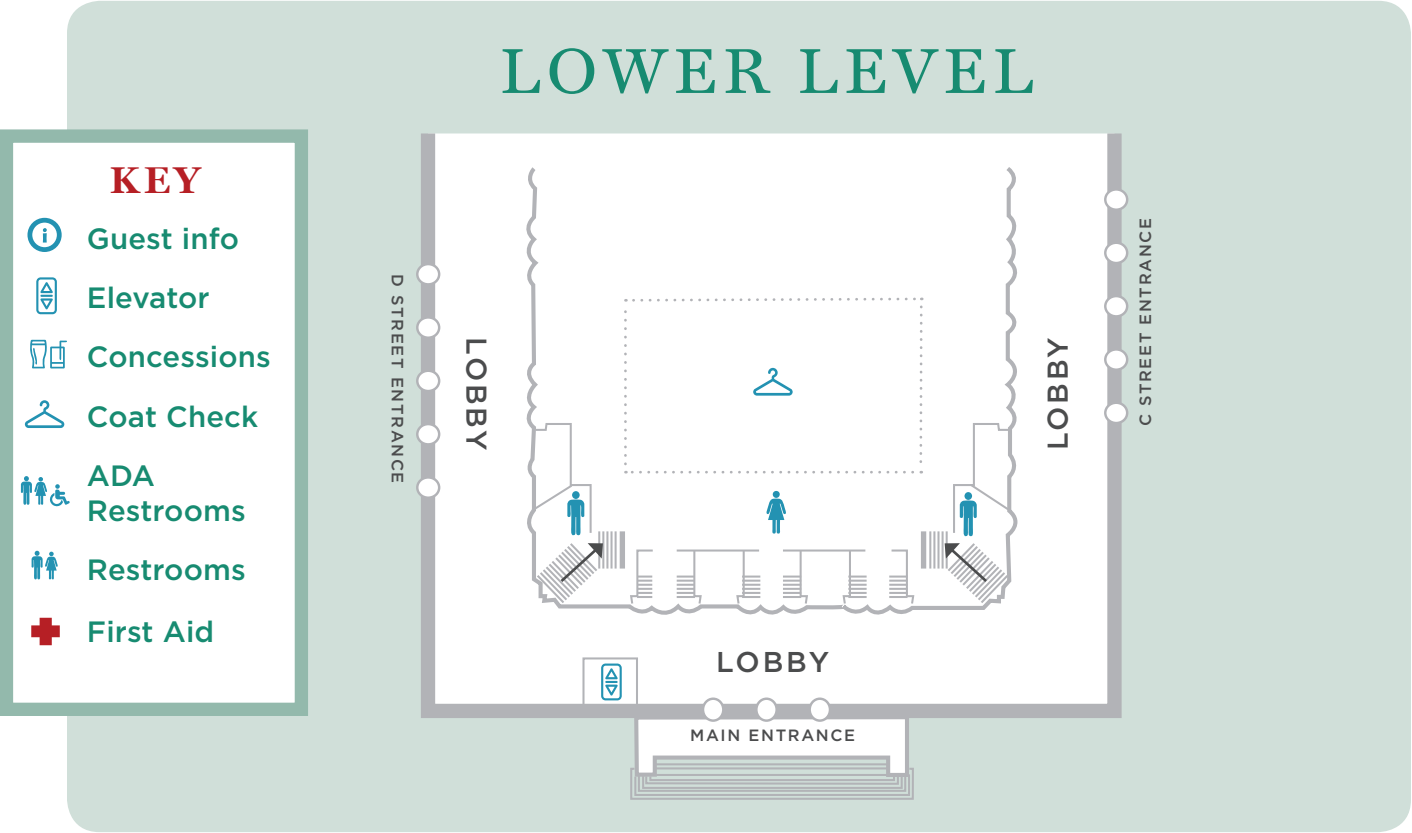 LOWER LEVEL
KEY
Guest info
Elevator
Concessions
Coat Check
ADA
Restrooms
Restrooms
First Aid
D STREET ENTRANCE
LOBBY
LOBBY
C STREET ENTRANCE
LOBBY
MAIN ENTRANCE